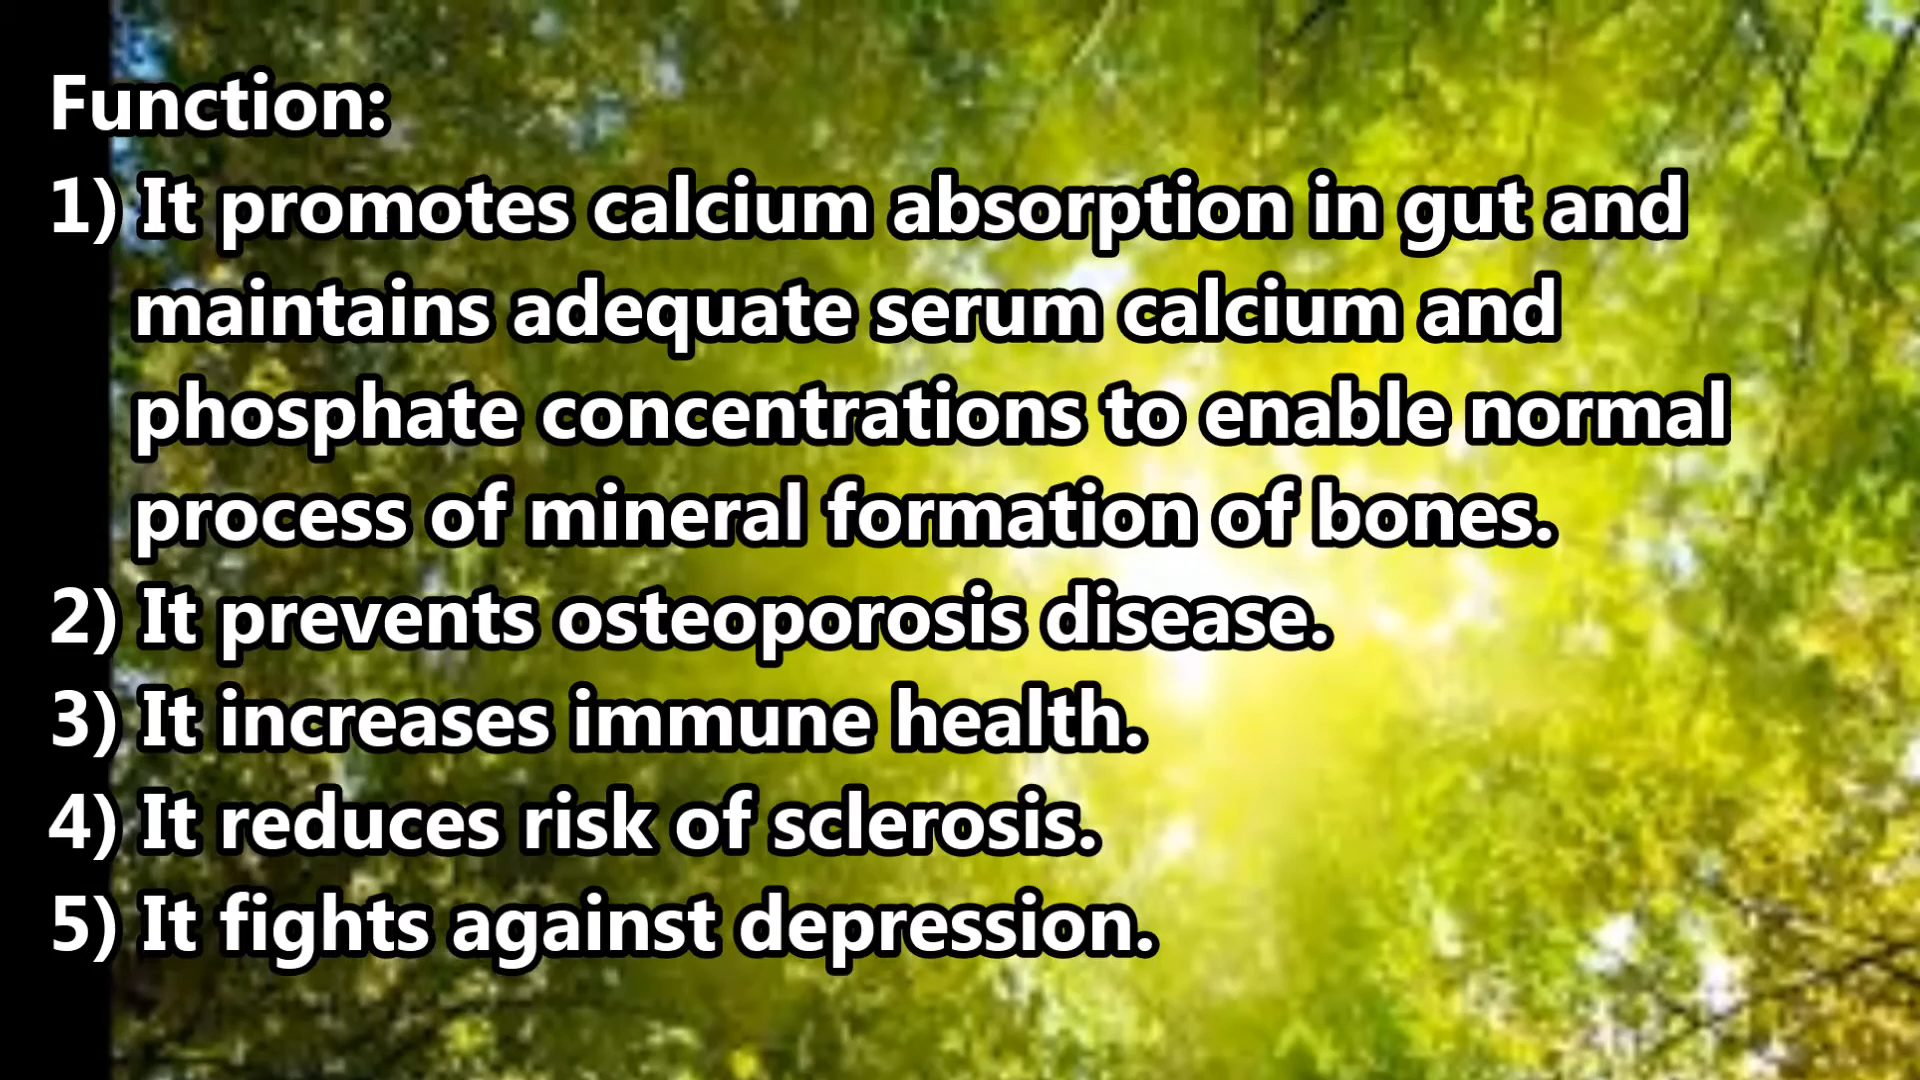 Function:
1) It promotes calcium absorption in gut and
maintains adequate serum calcium and
phosphate concentrations to enable normal
process of mineral formation of bones.
2) It prevents osteoporosis disease.
3) It increases immune health.
4) It reduces risk of sclerosis.
5) It fights against depression.